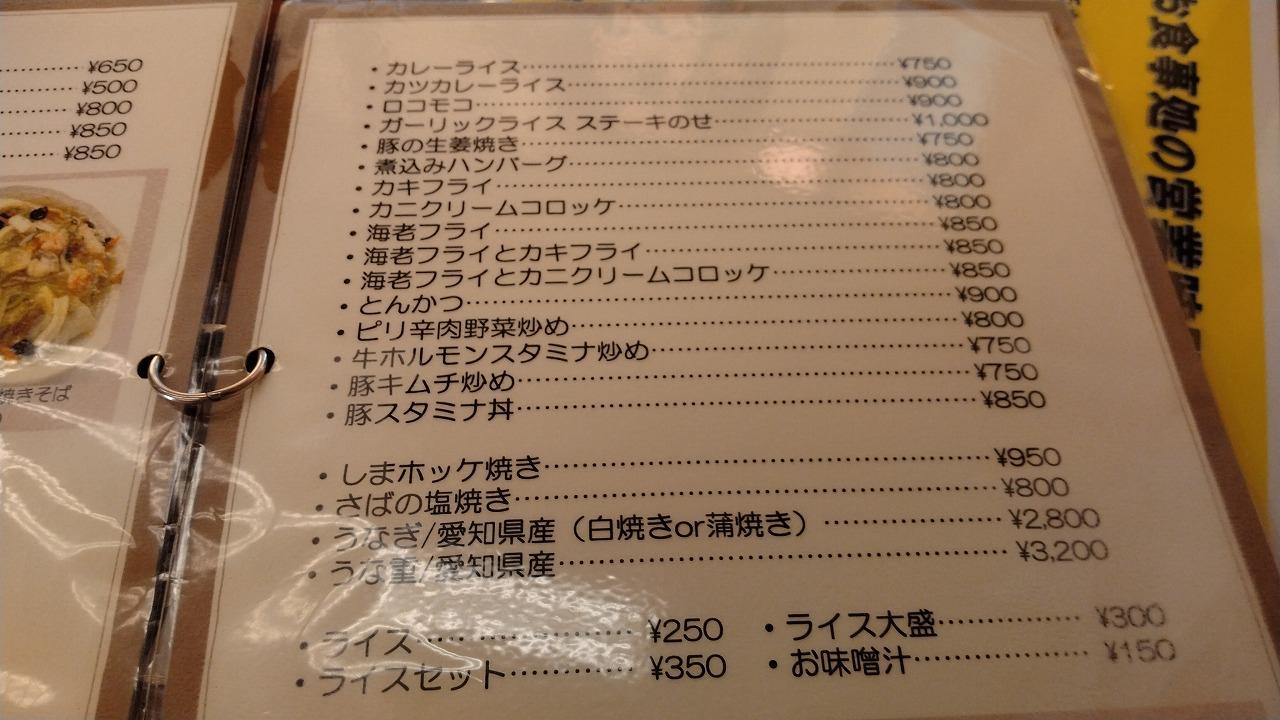 ¥650
¥500
¥800
¥850
¥850
焼きそば
・カレーライス……………¥750
・カツカレーライス……………¥900
・ロコモコ……………¥900
・ガーリックライス ステーキのせ……………¥1,000
・豚の生姜焼き……………¥750
・煮込みハンバーグ……………¥800
・カキフライ……………¥800
・カニクリームコロッケ……………¥800
・海老フライ……………¥850
・海老フライとカキフライ……………¥850
・海老フライとカニクリームコロッケ……………¥850
・とんかつ……………¥900
・ピリ辛肉野菜炒め……………¥800
・牛ホルモンスタミナ炒め……………¥750
・豚キムチ炒め……………¥750
・豚スタミナ丼……………¥850
・しまホッケ焼き……………¥950
・さばの塩焼き……………¥800
・うなぎ/愛知県産（白焼きor蒲焼き）……………¥2,800
・うな重/愛知県産……………¥3,200
・ライス……………¥250 ・ライス大盛……………¥300
・ライスセット……………¥350 ・お味噌汁……………¥150
お食事処の営業